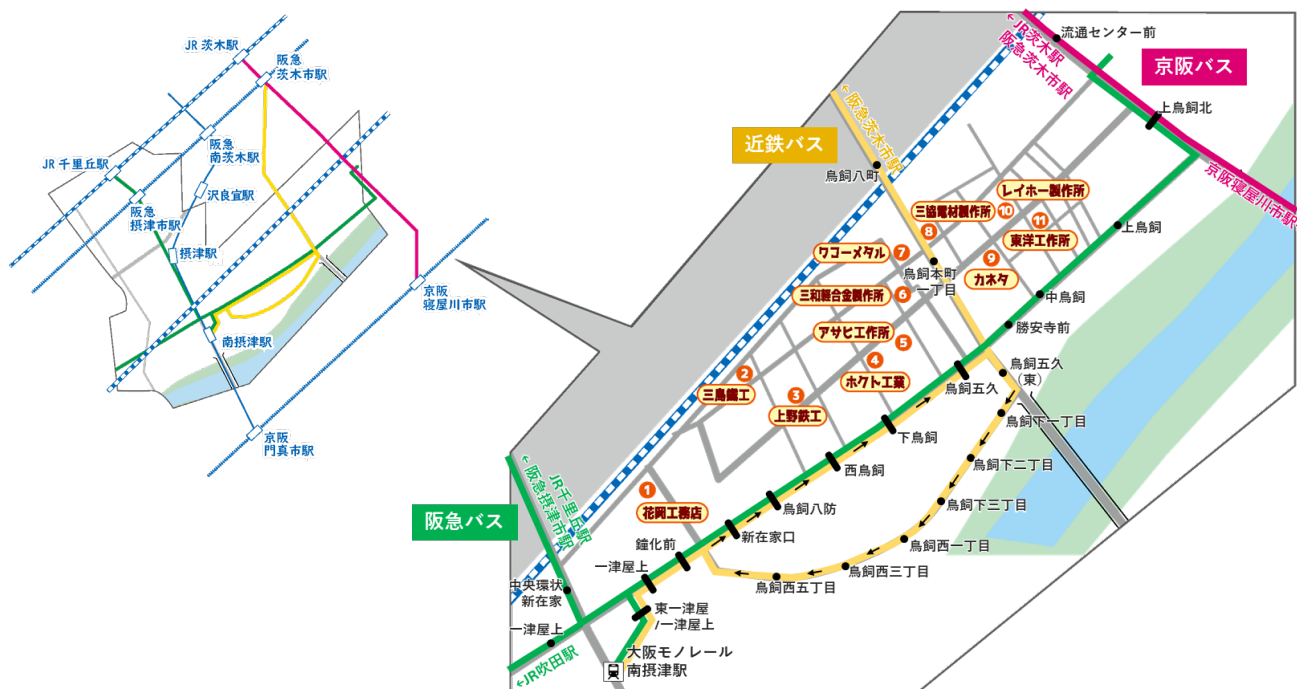 JR 茨木駅
阪急
茨木市駅
阪急
南茨木駅
JR 千里丘駅
沢良宜駅
阪急
摂津市駅
摂津駅
京阪
寝屋川市駅
南摂津駅
京阪
門真市駅
←JR茨木駅
阪急茨木市駅
流通センター前
京阪バス
上鳥飼北
京阪寝屋川市駅→
近鉄バス
←阪急茨木市駅
鳥飼八町
レイホー製作所
三協電材製作所
10
11
東洋工作所
上鳥飼
8
ワコーメタル
7
鳥飼本町
一丁目
9
カネタ
三和軽合金製作所
6
中鳥飼
アサヒ工作所
5
勝安寺前
2
三島鐵工
4
ホクト工業
鳥飼五久
鳥飼五久
(東)
3
上野鉄工
下鳥飼
鳥飼下一丁目
西鳥飼
鳥飼下二丁目
1
花岡工務店
鳥飼八防
鳥飼下三丁目
阪急バス
←JR千里丘駅
阪急摂津市駅
新在家口
鳥飼西一丁目
鐘化前
鳥飼西三丁目
一津屋上
鳥飼西五丁目
中央環状
新在家
東一津屋
/一津屋上
一津屋上
←JR吹田駅
大阪モノレール
南摂津駅